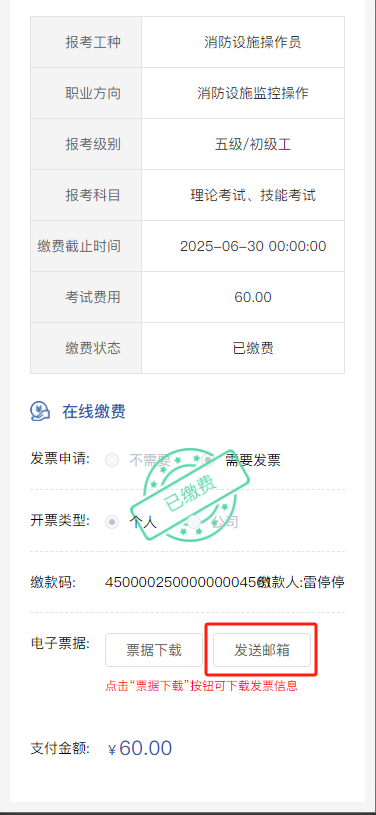 报考工种 消防设施操作员
职业方向 消防设施监控操作
报考级别 五级/初级工
报考科目 理论考试、技能考试
缴费截止时间 2025-06-30 00:00:00
考试费用 60.00
缴费状态 已缴费
在线缴费
发票申请: 不需要 需要发票
已缴费
开票类型: 个人 公司
缴款码: 缴款人:雷停停
电子票据: 票据下载 发送邮箱
点击“票据下载”按钮可下载发票信息
支付金额: ￥60.00